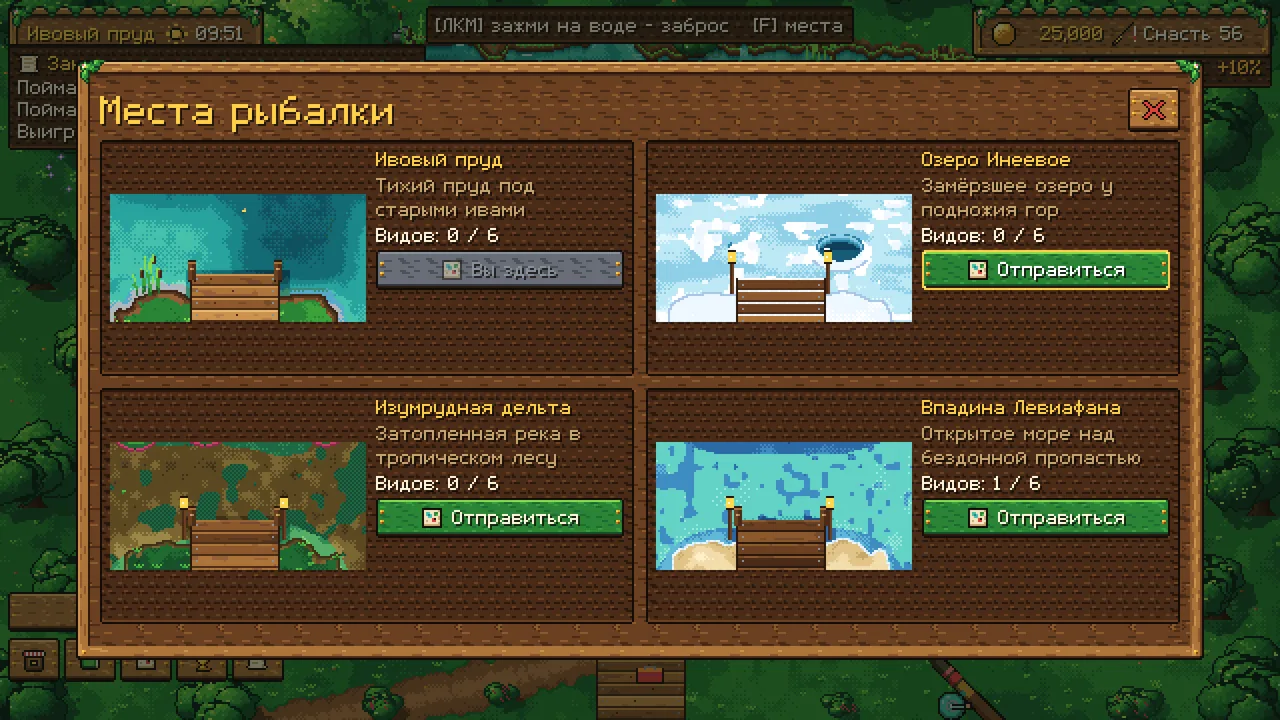 Ивовый пруд 09:51
[ЛКМ] зажми на воде - заброс [F] места
25,000 ! Снасть 56
+10%
Места рыбалки
Ивовый пруд
Тихий пруд под
старыми ивами
Видов: 0 / 6
Вы здесь
Озеро Инеевое
Замёрзшее озеро у
подножия гор
Видов: 0 / 6
Отправиться
Изумрудная дельта
Затопленная река в
тропическом лесу
Видов: 0 / 6
Отправиться
Впадина Левиафана
Открытое море над
бездонной пропастью
Видов: 1 / 6
Отправиться